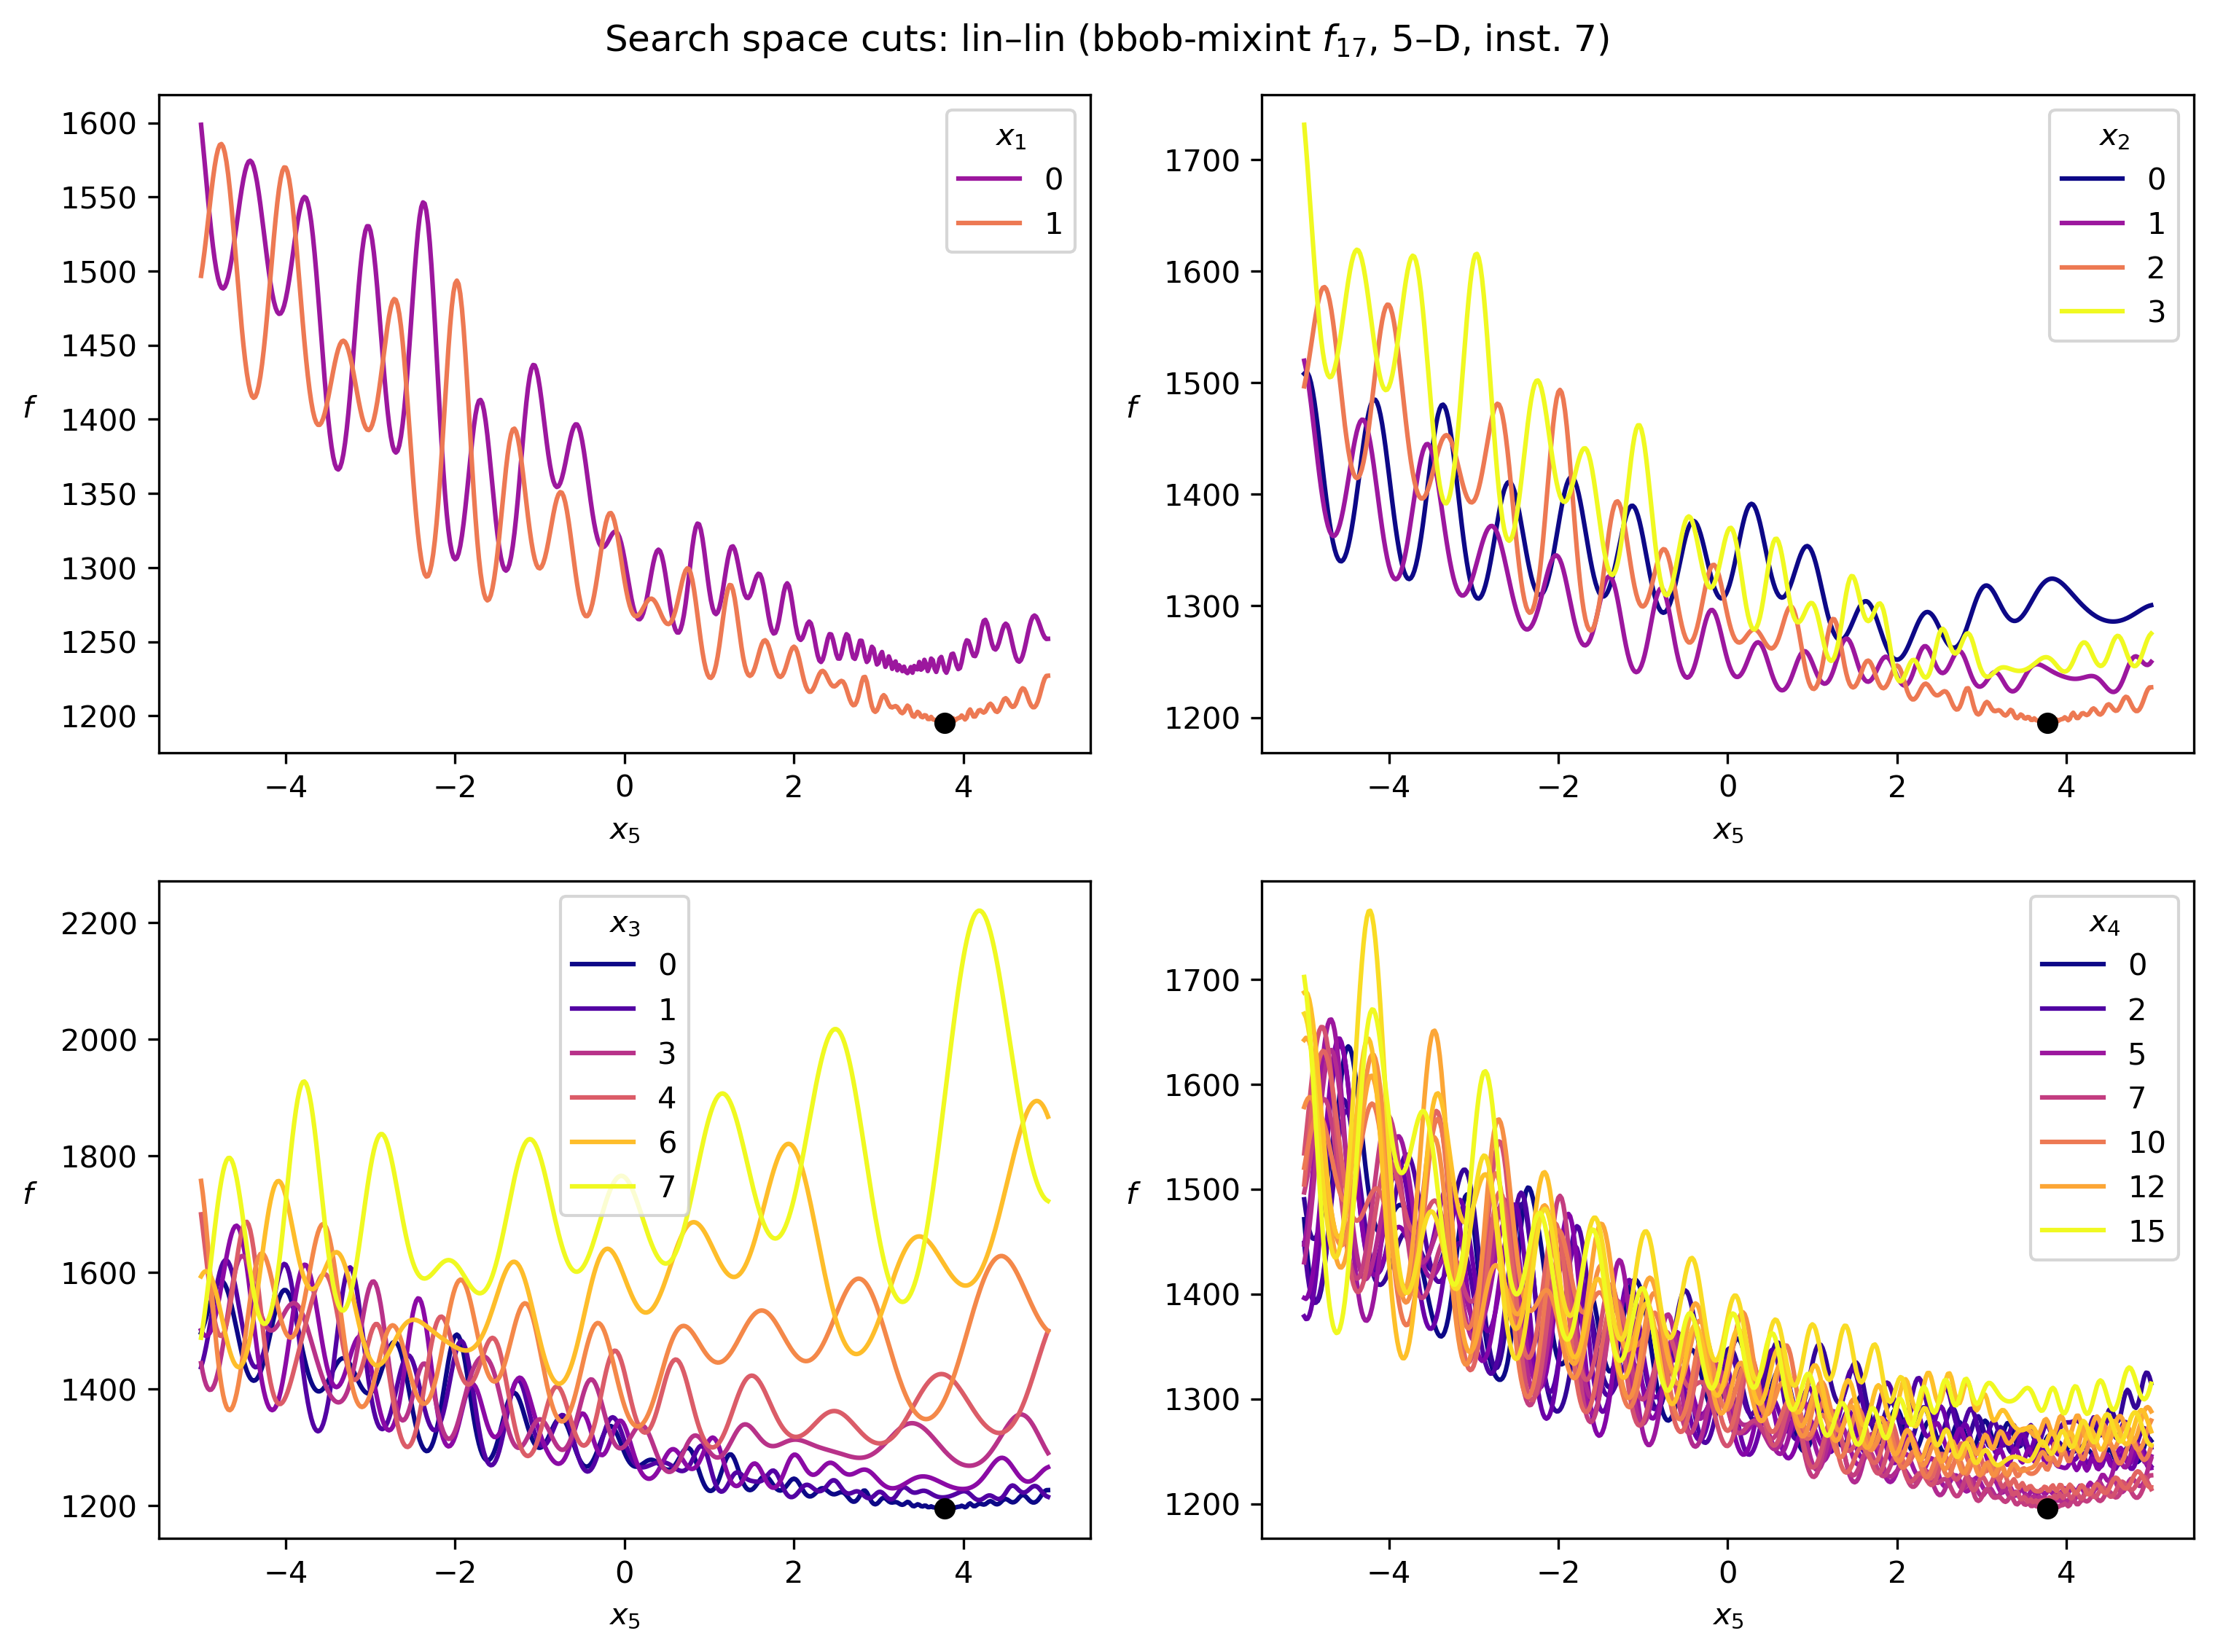 Search space cuts: lin–lin (bbob-mixint f₁₇, 5–D, inst. 7)
1600
1550
1500
1450
1400
1350
1300
1250
1200
f
−4 −2 0 2 4
x₅
x₁
0
1
1700
1600
1500
1400
1300
1200
f
−4 −2 0 2 4
x₅
x₂
0
1
2
3
2200
2000
1800
1600
1400
1200
f
−4 −2 0 2 4
x₅
x₃
0
1
3
4
6
7
1700
1600
1500
1400
1300
1200
f
−4 −2 0 2 4
x₅
x₄
0
2
5
7
10
12
15